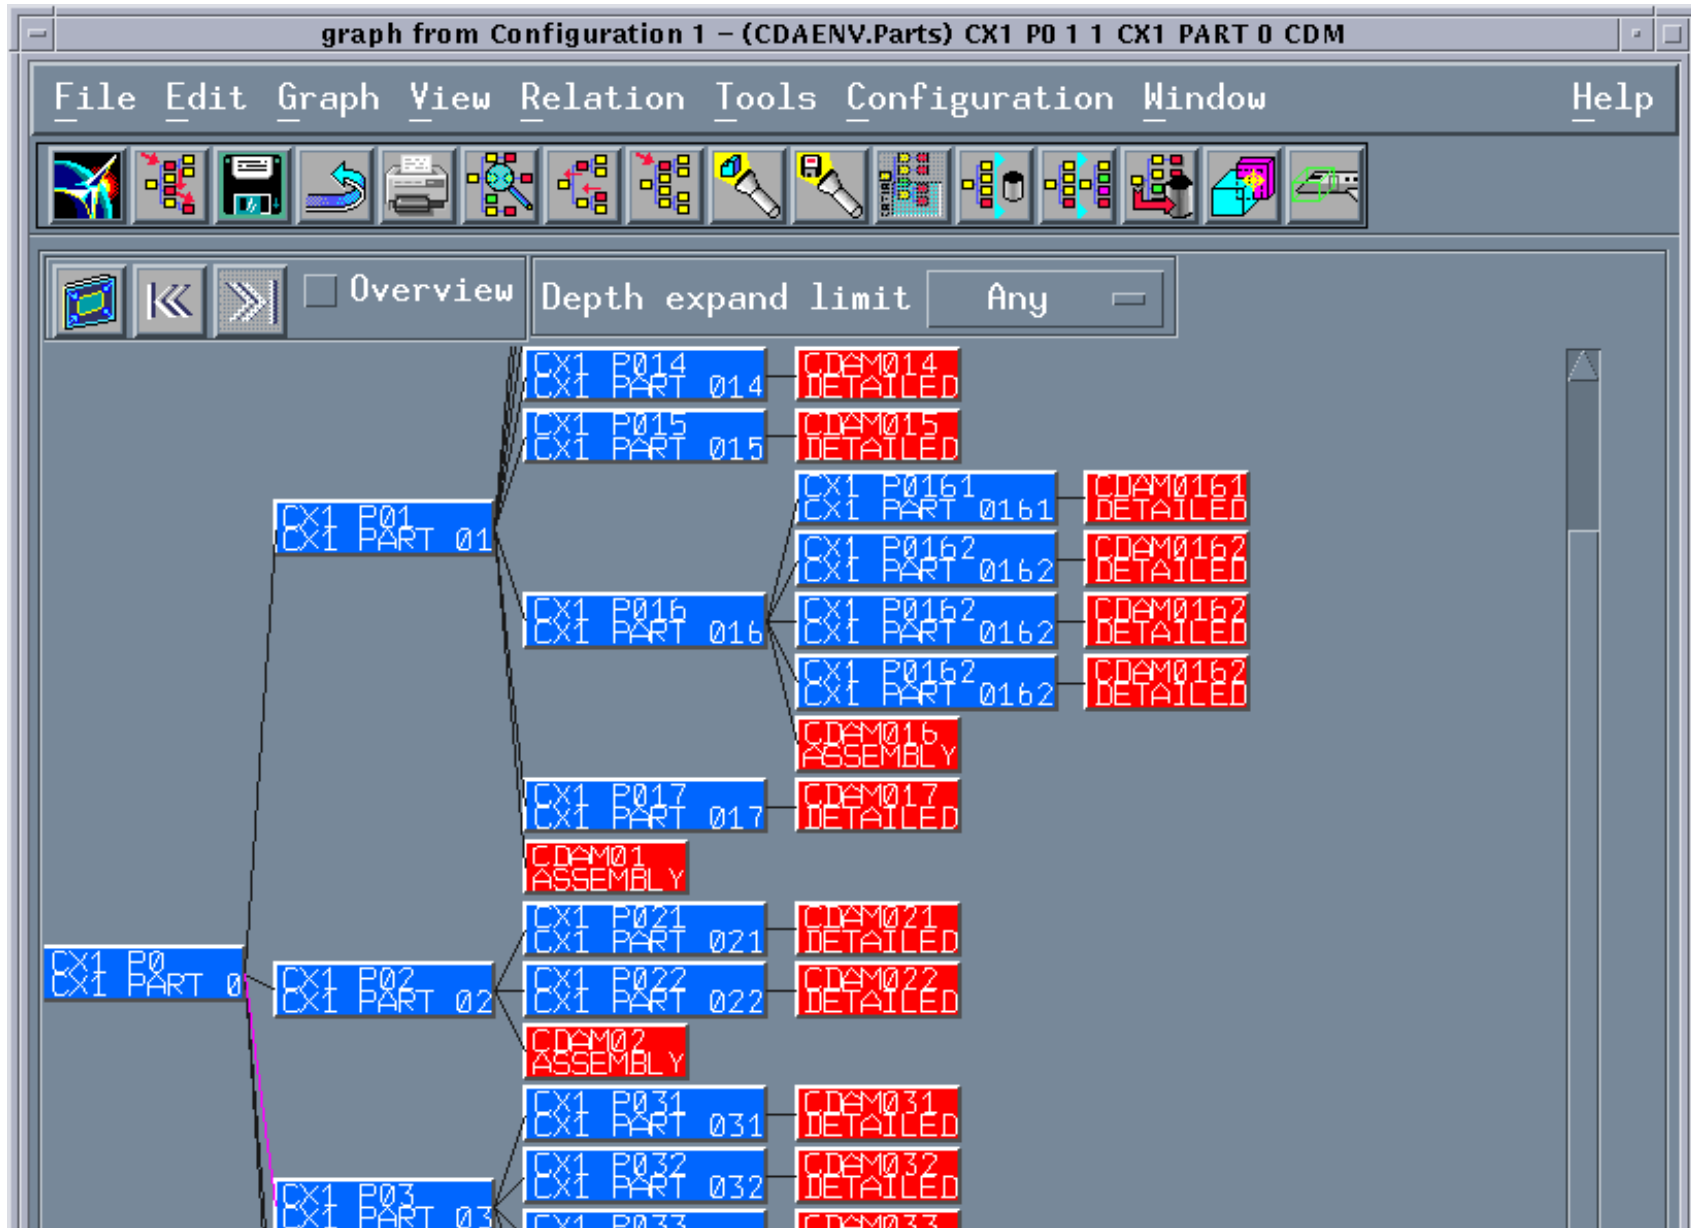 graph from Configuration 1 - (CDAENV.Parts) CX1 P0 1 1 CX1 PART 0 CDM
File Edit Graph View Relation Tools Configuration Window Help
Overview
Depth expand limit Any
CX1 P014
CX1 PART 014
CDAM014
DETAILED
CX1 P015
CX1 PART 015
CDAM015
DETAILED
CX1 P0161
CX1 PART 0161
CDAM0161
DETAILED
CX1 P01
CX1 PART 01
CX1 P0162
CX1 PART 0162
CDAM0162
DETAILED
CX1 P016
CX1 PART 016
CX1 P0162
CX1 PART 0162
CDAM0162
DETAILED
CX1 P0162
CX1 PART 0162
CDAM0162
DETAILED
CDAM016
ASSEMBLY
CX1 P017
CX1 PART 017
CDAM017
DETAILED
CDAM01
ASSEMBLY
CX1 P021
CX1 PART 021
CDAM021
DETAILED
CX1 P0
CX1 PART 0
CX1 P02
CX1 PART 02
CX1 P022
CX1 PART 022
CDAM022
DETAILED
CDAM02
ASSEMBLY
CX1 P031
CX1 PART 031
CDAM031
DETAILED
CX1 P032
CX1 PART 032
CDAM032
DETAILED
CX1 P03
CX1 PART 03
CX1 P033
CDAM033